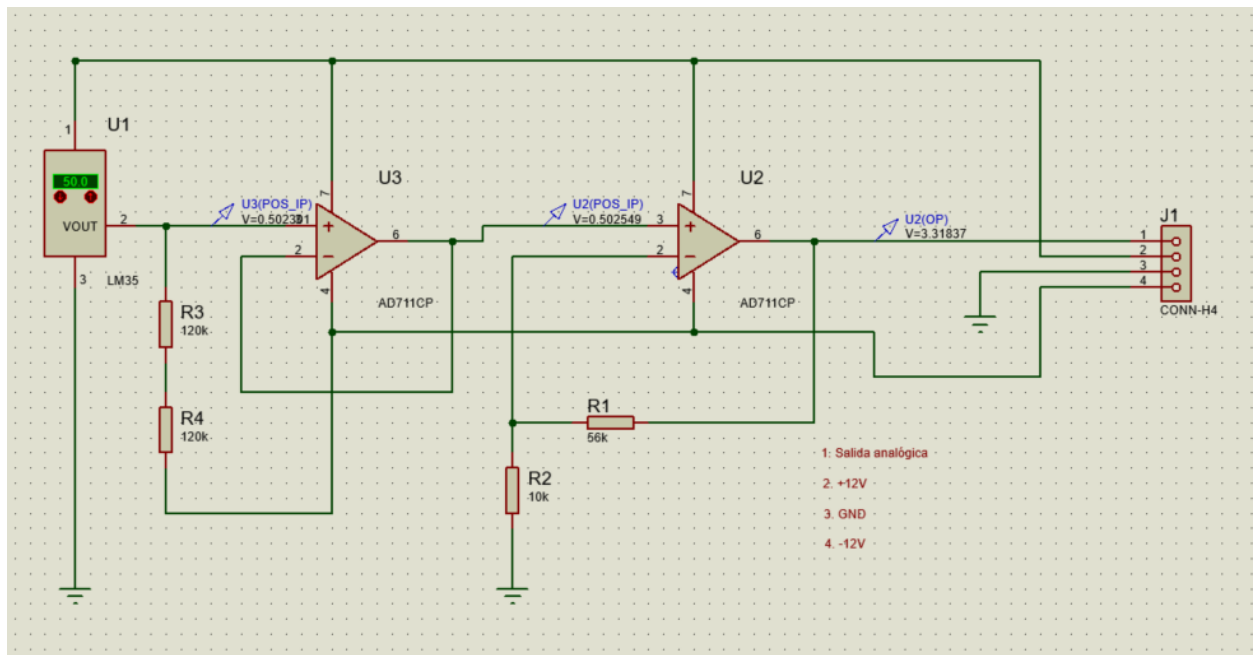 U1
1
50.0
VOUT
2
3
LM35
R3
120k
R4
120k
U3(POS_IP)
3
2
7
4
6
U3
AD711CP
U2(POS_IP)
V=0.502549
3
2
7
4
6
U2
AD711CP
R1
56k
R2
10k
U2(OP)
V=3.31837
J1
1
2
3
4
CONN-H4
1: Salida analógica
2. +12V
3. GND
4. -12V